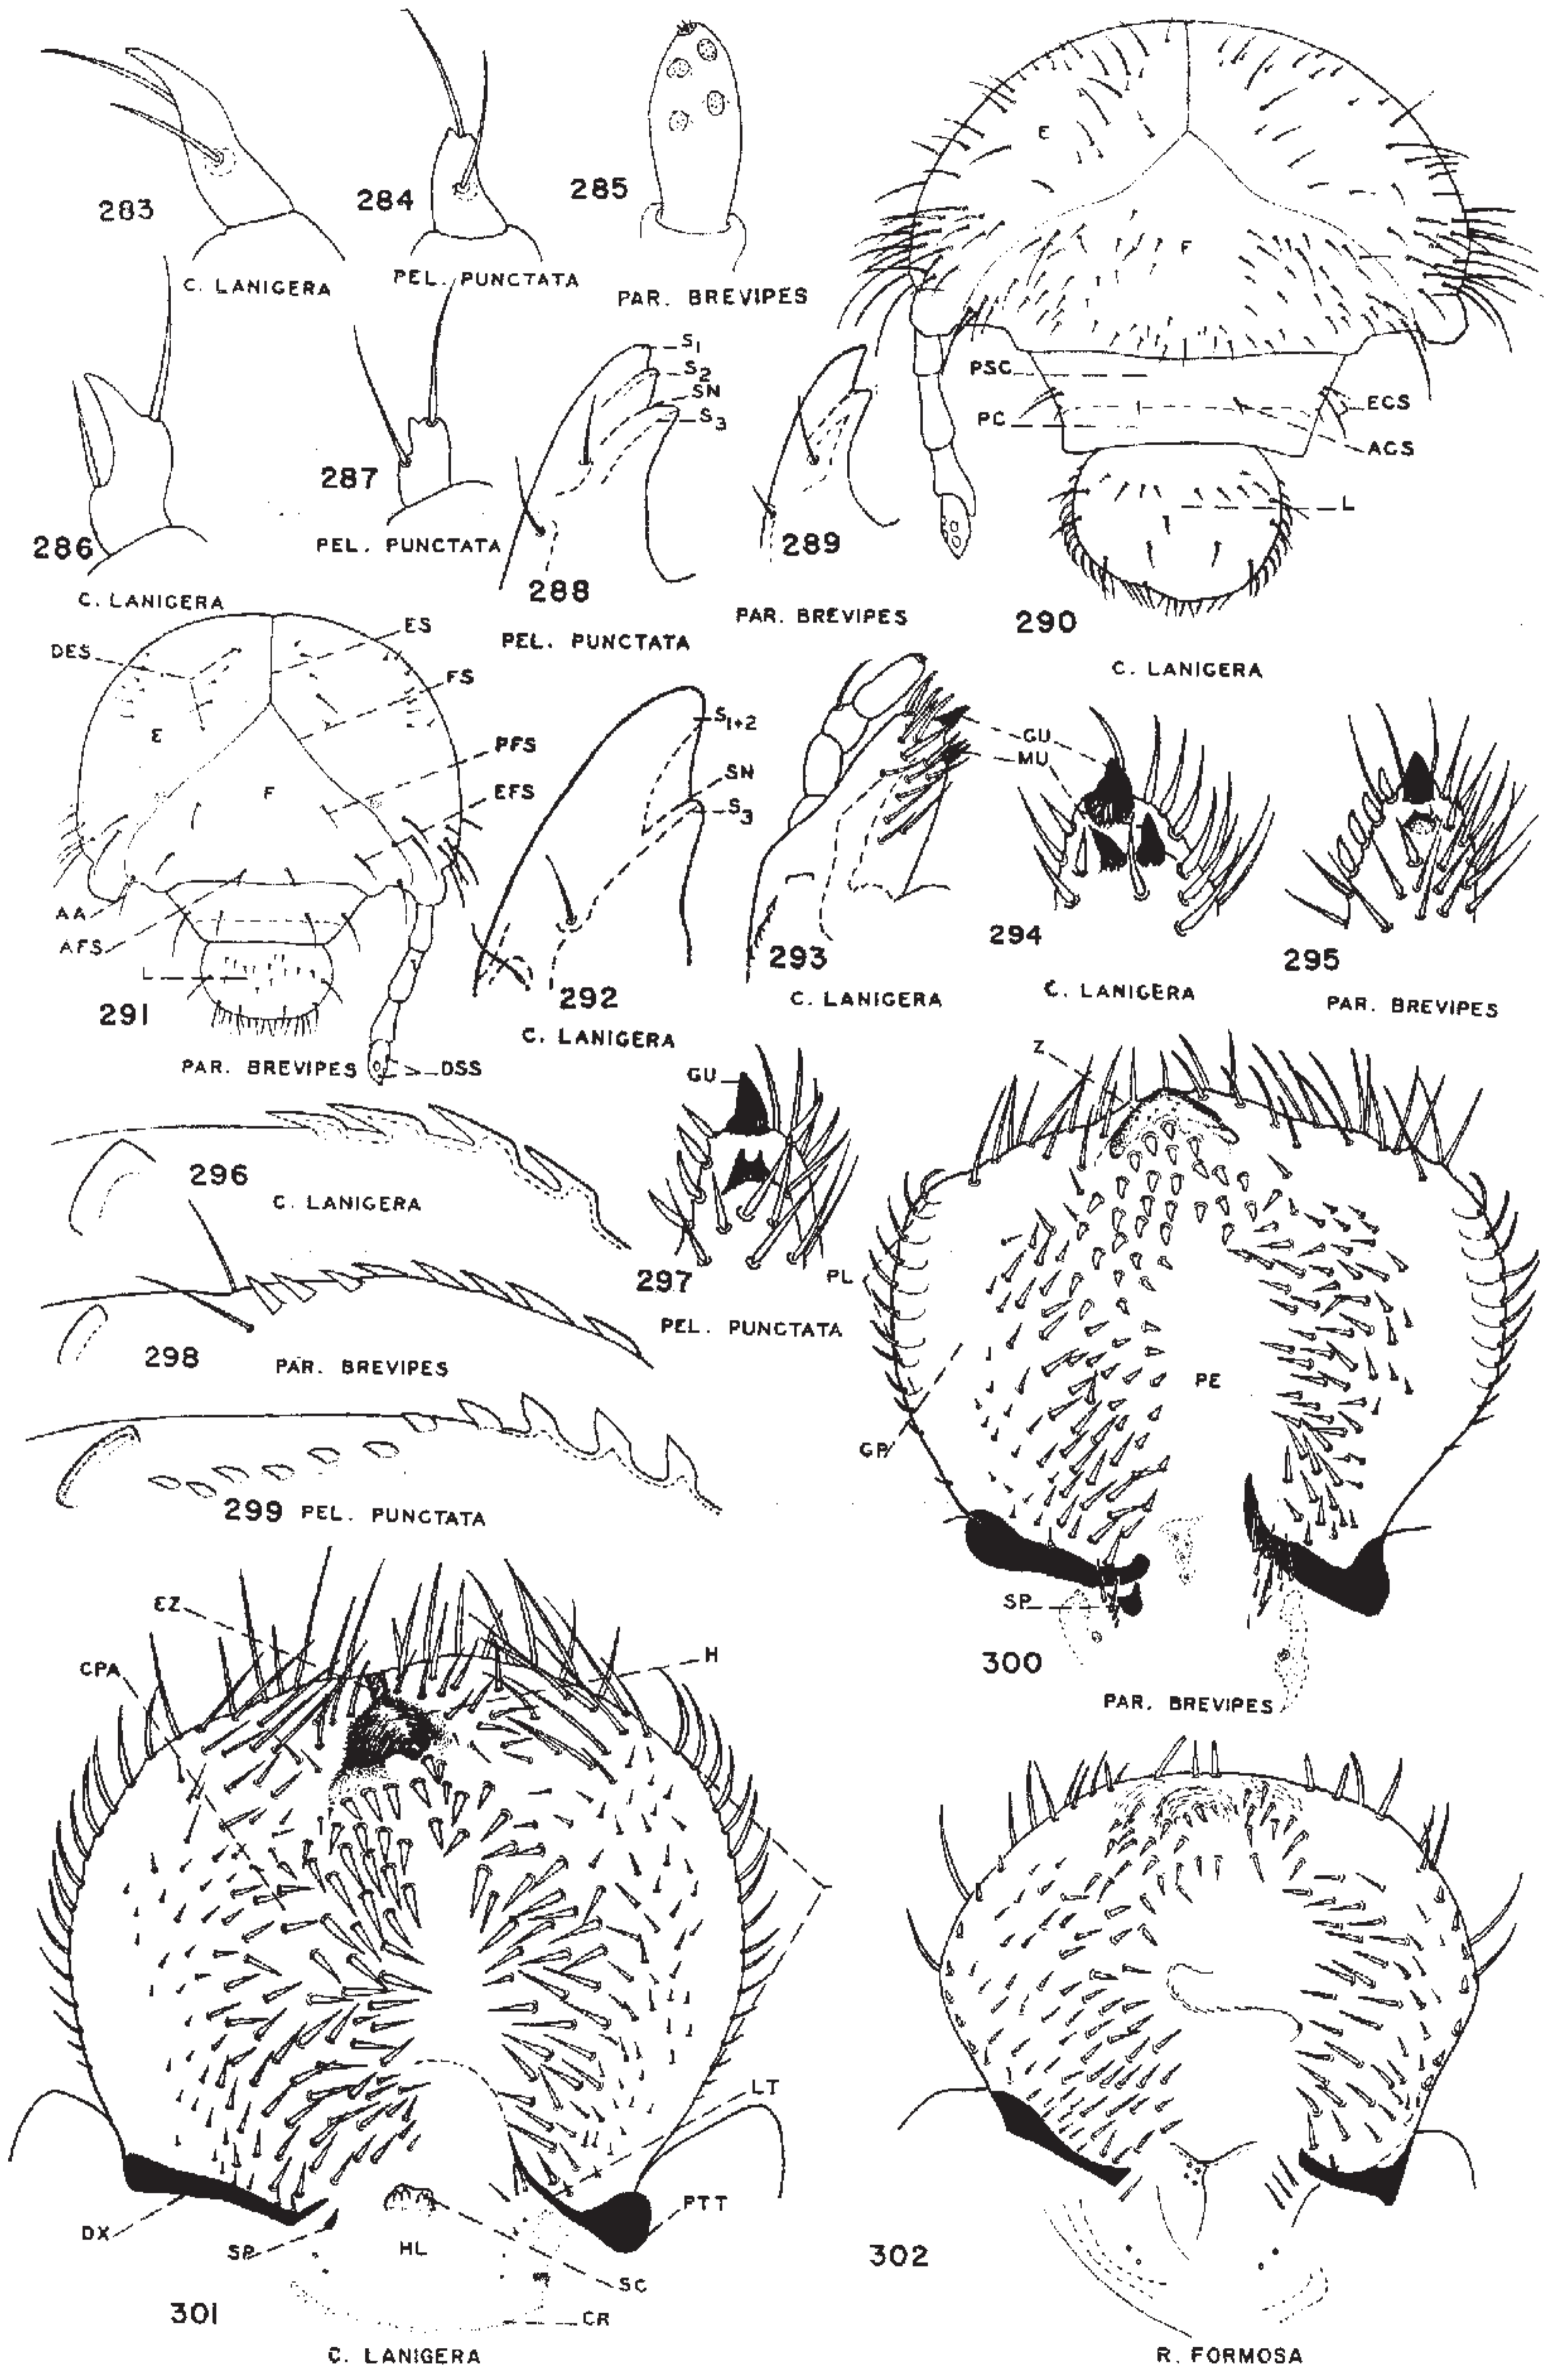 283
C. LANIGERA
284
PEL. PUNCTATA
285
PAR. BREVIPES
E
F
PSC
PC
ECS
ACS
L
290
C. LANIGERA
286
C. LANIGERA
287
PEL. PUNCTATA
S1
S2
SN
S3
288
PEL. PUNCTATA
289
PAR. BREVIPES
DES
ES
FS
PFS
EFS
E
F
AA
AFS
L
291
PAR. BREVIPES
DSS
S1+2
SN
S3
292
C. LANIGERA
293
C. LANIGERA
GU
MU
294
C. LANIGERA
295
PAR. BREVIPES
296
C. LANIGERA
GU
297
PEL. PUNCTATA
298
PAR. BREVIPES
299 PEL. PUNCTATA
Z
PL
PE
GP
SP
300
PAR. BREVIPES
EZ
CPA
H
LT
DX
SP
HL
PTT
SC
CR
301
C. LANIGERA
302
R. FORMOSA